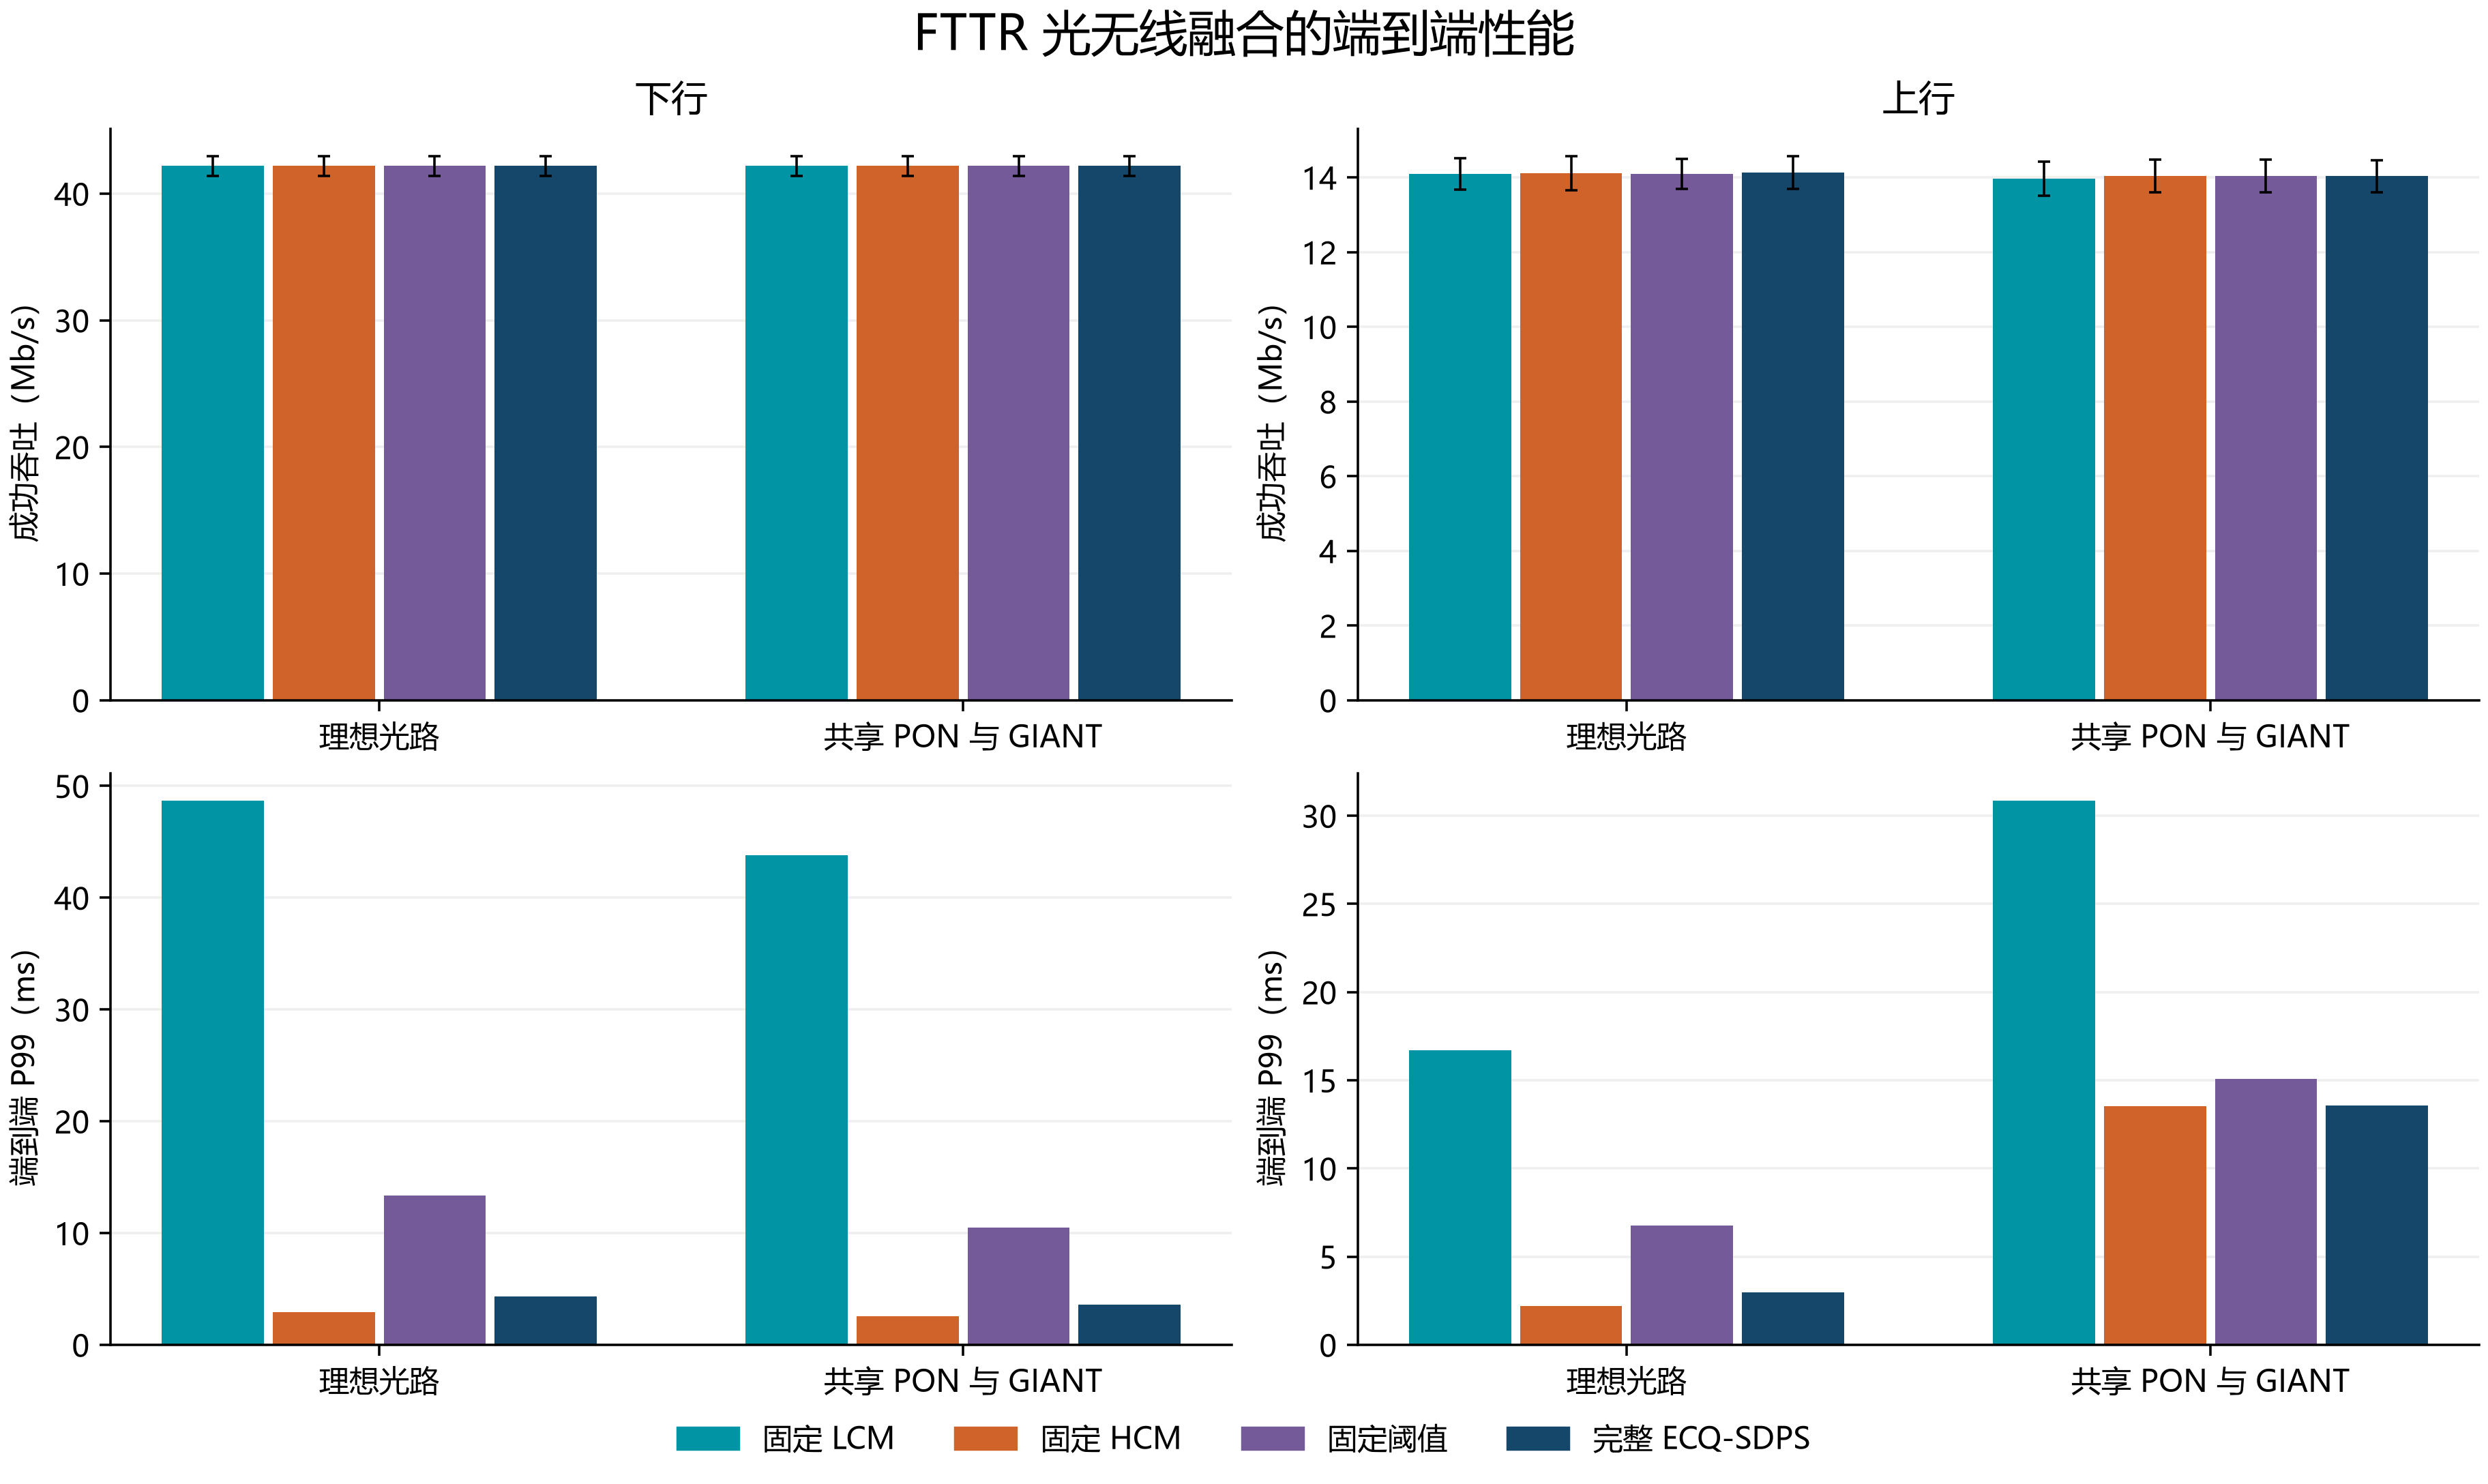 FTTR 光无线融合的端到端性能
下行
成功吞吐（Mb/s）
40
30
20
10
0
理想光路
共享 PON 与 GIANT
上行
成功吞吐（Mb/s）
14
12
10
8
6
4
2
0
理想光路
共享 PON 与 GIANT
端到端 P99（ms）
50
40
30
20
10
0
理想光路
共享 PON 与 GIANT
端到端 P99（ms）
30
25
20
15
10
5
0
理想光路
共享 PON 与 GIANT
固定 LCM
固定 HCM
固定阈值
完整 ECQ-SDPS